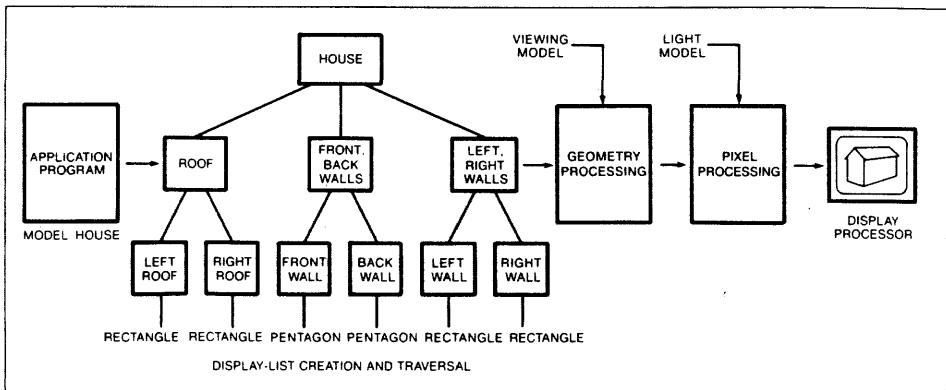 VIEWING
MODEL
LIGHT
MODEL
HOUSE
APPLICATION
PROGRAM
ROOF
FRONT,
BACK
WALLS
LEFT,
RIGHT WALLS
GEOMETRY
PROCESSING
PIXEL
PROCESSING
MODEL HOUSE
DISPLAY
PROCESSOR
LEFT
ROOF
RIGHT
ROOF
FRONT
WALL
BACK
WALL
LEFT
WALL
RIGHT
WALL
RECTANGLE RECTANGLE PENTAGON PENTAGON RECTANGLE RECTANGLE
DISPLAY-LIST CREATION AND TRAVERSAL